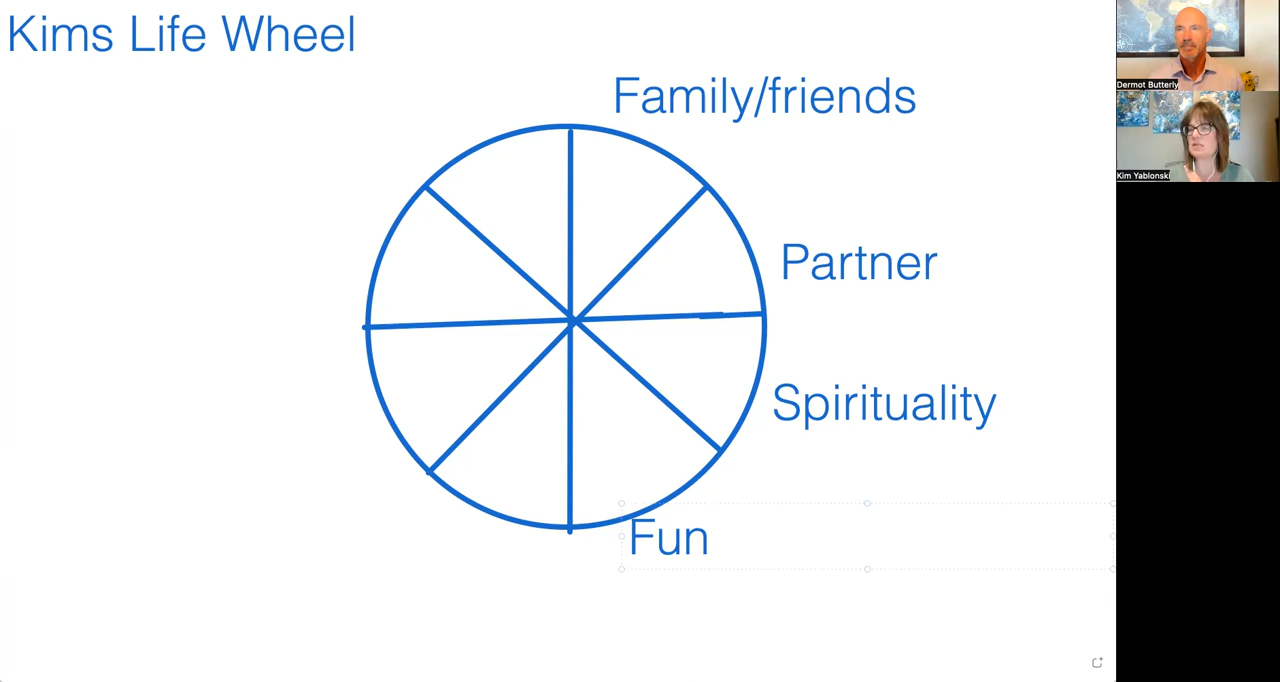 Kims Life Wheel
Family/friends
Partner
Spirituality
Fun
Dermot Butterly
Kim Yablonski